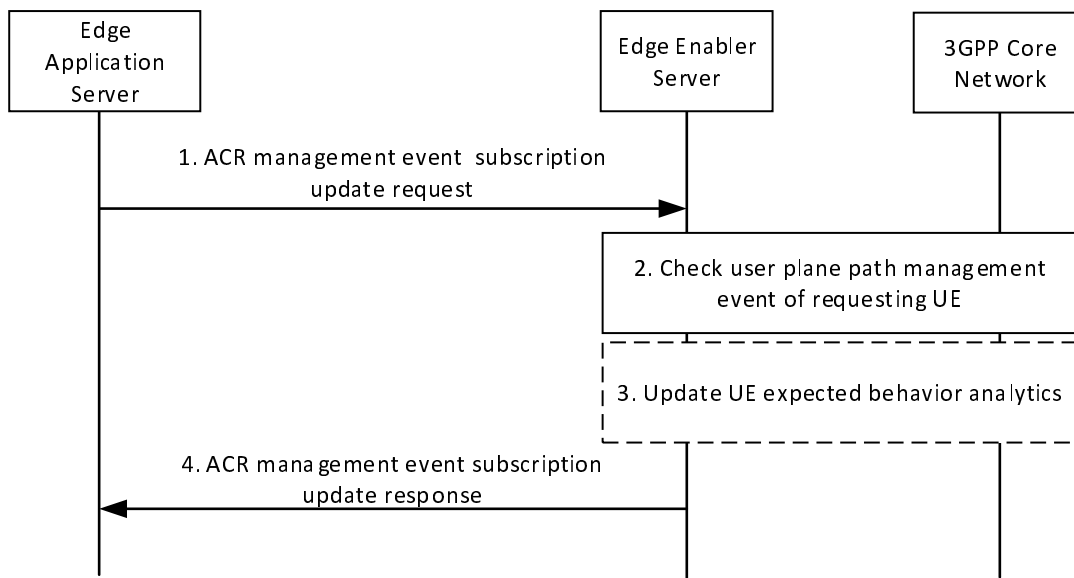 Edge
Application
Server
Edge Enabler
Server
3GPP Core
Network
1. ACR management event subscription
update request
2. Check user plane path management
event of requesting UE
3. Update UE expected behavior analytics
4. ACR management event subscription
update response